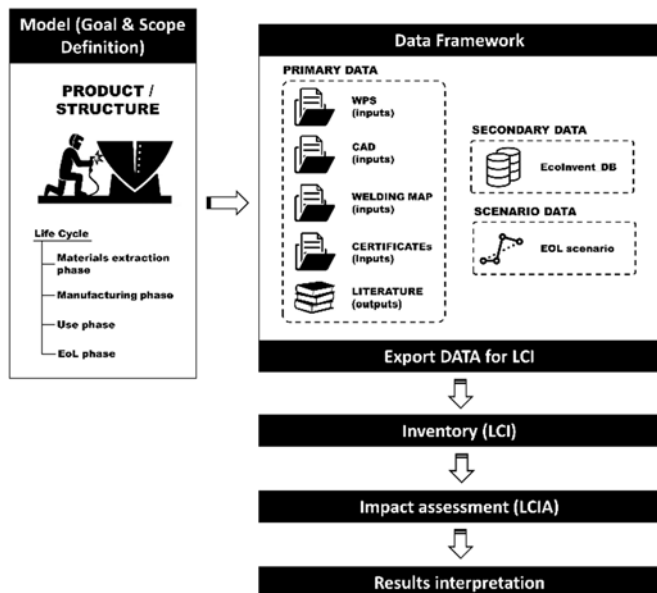 Model (Goal & Scope
Definition)
PRODUCT /
STRUCTURE
Life Cycle
Materials extraction
phase
Manufacturing phase
Use phase
EoL phase
Data Framework
PRIMARY DATA
WPS
(inputs)
CAD
(inputs)
WELDING MAP
(inputs)
CERTIFICATEs
(inputs)
LITERATURE
(outputs)
SECONDARY DATA
EcoInvent DB
SCENARIO DATA
EOL scenario
Export DATA for LCI
Inventory (LCI)
Impact assessment (LCIA)
Results interpretation